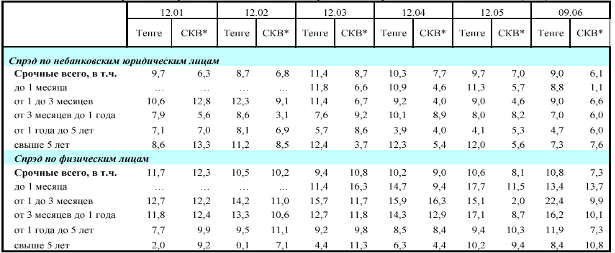 12.01 12.02 12.03 12.04 12.05 09.06
Тенге СКВ* Тенге СКВ* Тенге СКВ* Тенге СКВ* Тенге СКВ* Тенге СКВ*
Спрэд по небанковским юридическим лицам
Срочные всего, в т.ч. 9,7 6,3 8,7 6,8 11,4 8,7 10,3 7,7 9,7 7,0 9,0 6,1
до 1 месяца ... ... ... ... 11,8 6,6 10,9 4,6 11,3 5,7 8,8 1,1
от 1 до 3 месяцев 10,6 12,8 12,3 9,1 11,4 6,7 9,2 4,0 9,0 4,6 9,0 6,6
от 3 месяцев до 1 года 7,9 5,6 8,6 3,1 7,6 9,2 10,1 8,9 8,0 8,2 7,0 6,0
от 1 года до 5 лет 7,1 7,0 8,1 6,9 5,7 8,6 3,9 4,0 4,1 5,3 4,7 6,0
свыше 5 лет 8,6 13,3 11,2 8,5 12,4 3,7 12,3 5,4 12,0 5,6 7,3 7,6
Спрэд по физическим лицам
Срочные всего, в т.ч. 11,7 12,3 10,5 10,2 9,4 10,8 10,2 9,0 10,6 8,1 10,8 7,3
до 1 месяца ... ... ... ... 11,4 16,3 14,7 9,4 17,7 11,5 13,4 13,7
от 1 до 3 месяцев 12,7 12,2 14,2 11,0 15,7 11,7 15,9 16,3 15,1 2,0 22,4 9,9
от 3 месяцев до 1 года 11,8 12,4 13,3 10,6 12,7 11,8 14,3 12,9 17,1 8,7 16,2 10,1
от 1 года до 5 лет 7,7 9,9 9,5 11,1 9,2 9,8 8,5 8,4 9,4 10,3 11,9 7,3
свыше 5 лет 2,0 9,2 0,1 7,1 4,4 11,3 6,3 4,4 10,2 9,4 8,4 10,8